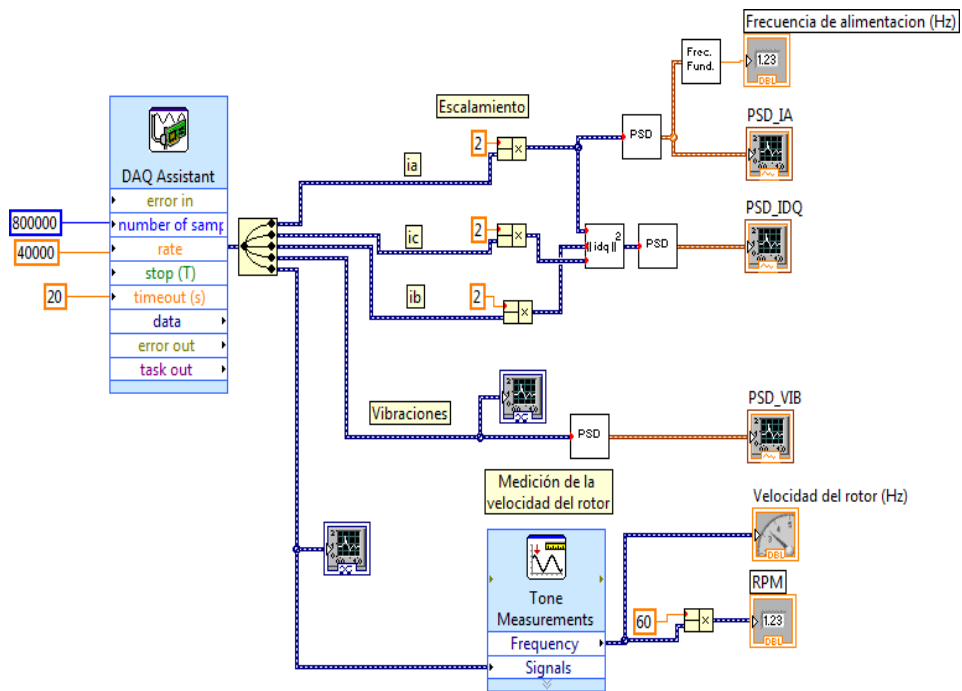 Frecuencia de alimentacion (Hz)
Frec.
Fund.
1.23
DBL
Escalamiento
PSD_IA
2
PSD
ia
DAQ Assistant
error in
800000
number of samp
40000
rate
stop (T)
20
timeout (s)
data
error out
task out
PSD_IDQ
2
ic
|| idq ||²
PSD
2
ib
Vibraciones
PSD_VIB
PSD
Medición de la
velocidad del rotor
Velocidad del rotor (Hz)
DBL
Tone
Measurements
Frequency
Signals
RPM
60
1.23
DBL